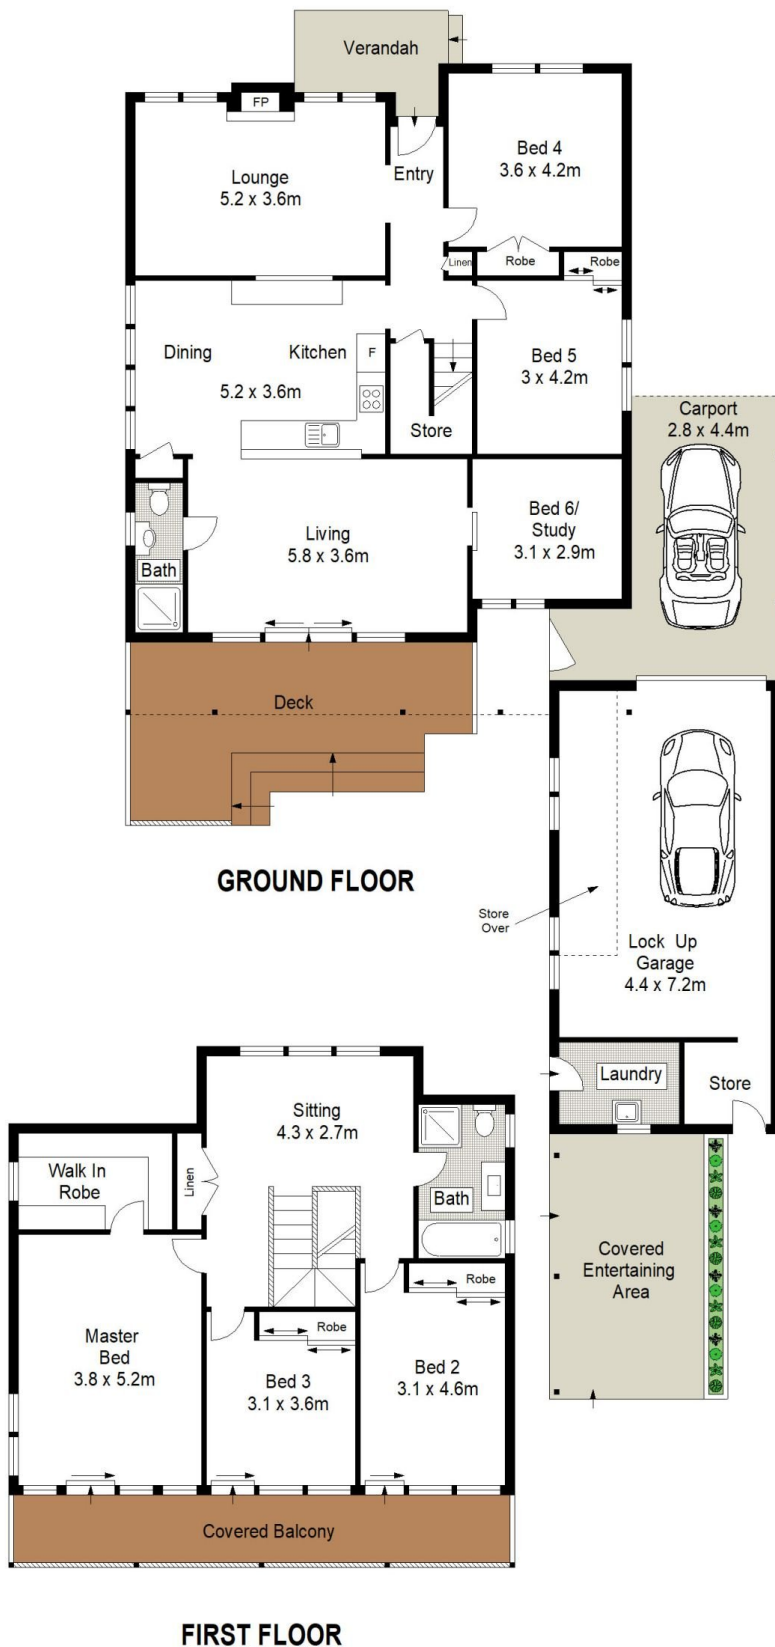 Verandah
FP
Lounge
5.2 x 3.6m
Entry
Bed 4
3.6 x 4.2m
Linen
Robe
Robe
Dining
Kitchen
F
5.2 x 3.6m
Bed 5
3 x 4.2m
Store
Carport
2.8 x 4.4m
Living
5.8 x 3.6m
Bed 6/
Study
3.1 x 2.9m
Bath
Deck
GROUND FLOOR
Store
Over
Lock Up
Garage
4.4 x 7.2m
Laundry
Store
Sitting
4.3 x 2.7m
Walk In
Robe
Linen
Bath
Covered
Entertaining
Area
Robe
Robe
Master
Bed
3.8 x 5.2m
Bed 3
3.1 x 3.6m
Bed 2
3.1 x 4.6m
Covered Balcony
FIRST FLOOR